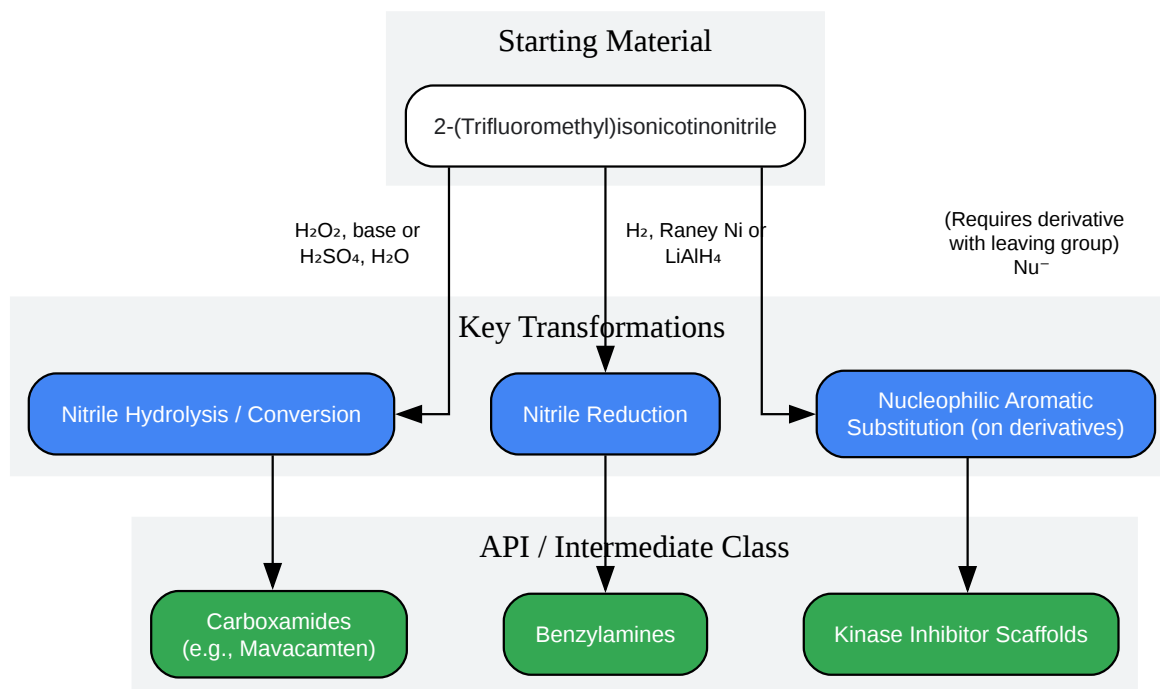 Starting Material
2-(Trifluoromethyl)isonicotinonitrile
H₂O₂, base or
H₂SO₄, H₂O
H₂, Raney Ni or
LiAlH₄
(Requires derivative
with leaving group)
Nu⁻
Key Transformations
Nitrile Hydrolysis / Conversion
Nitrile Reduction
Nucleophilic Aromatic
Substitution (on derivatives)
API / Intermediate Class
Carboxamides
(e.g., Mavacamten)
Benzylamines
Kinase Inhibitor Scaffolds